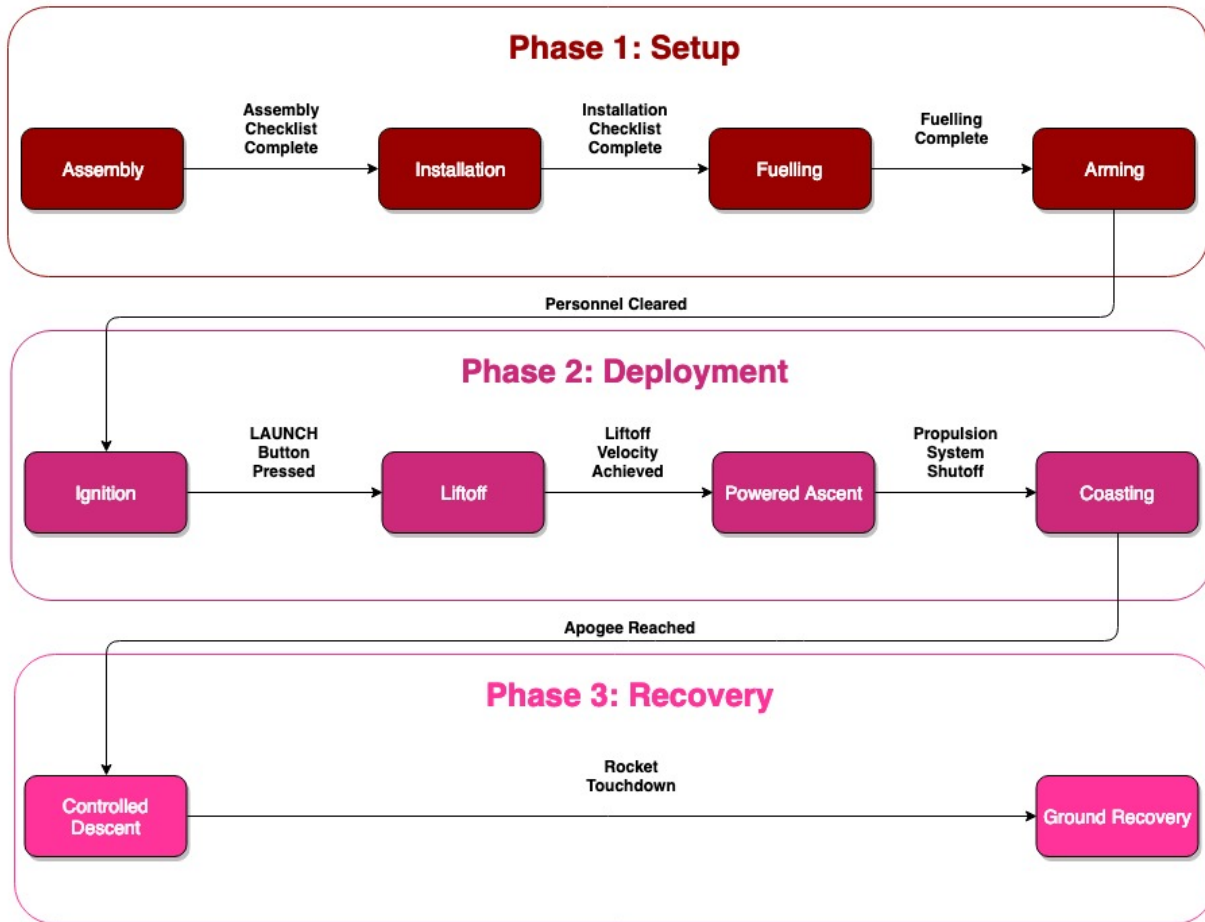 Phase 1: Setup
Assembly
Assembly
Checklist
Complete
Installation
Installation
Checklist
Complete
Fuelling
Fuelling
Complete
Arming
Personnel Cleared
Phase 2: Deployment
Ignition
LAUNCH
Button
Pressed
Liftoff
Liftoff
Velocity
Achieved
Powered Ascent
Propulsion
System
Shutoff
Coasting
Apogee Reached
Phase 3: Recovery
Controlled
Descent
Rocket
Touchdown
Ground Recovery